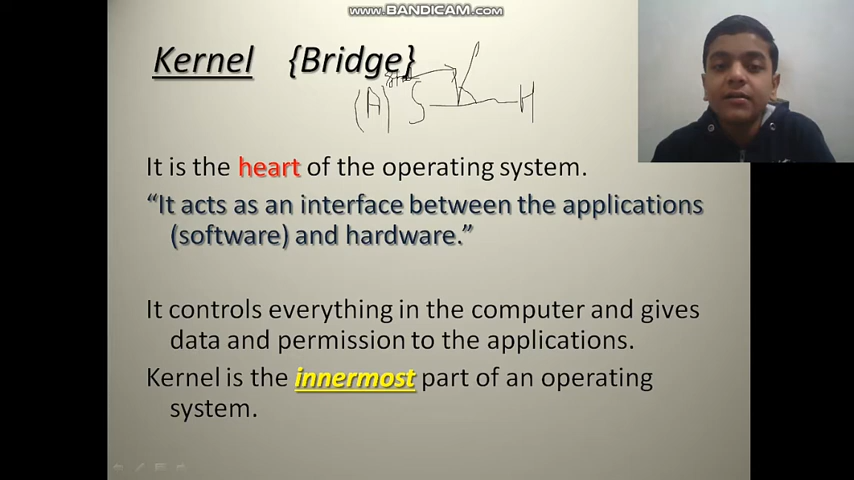 www.BANDICAM.com
Kernel {Bridge}
(A) S K H
It is the heart of the operating system.
“It acts as an interface between the applications
(software) and hardware.”
It controls everything in the computer and gives
data and permission to the applications.
Kernel is the innermost part of an operating
system.